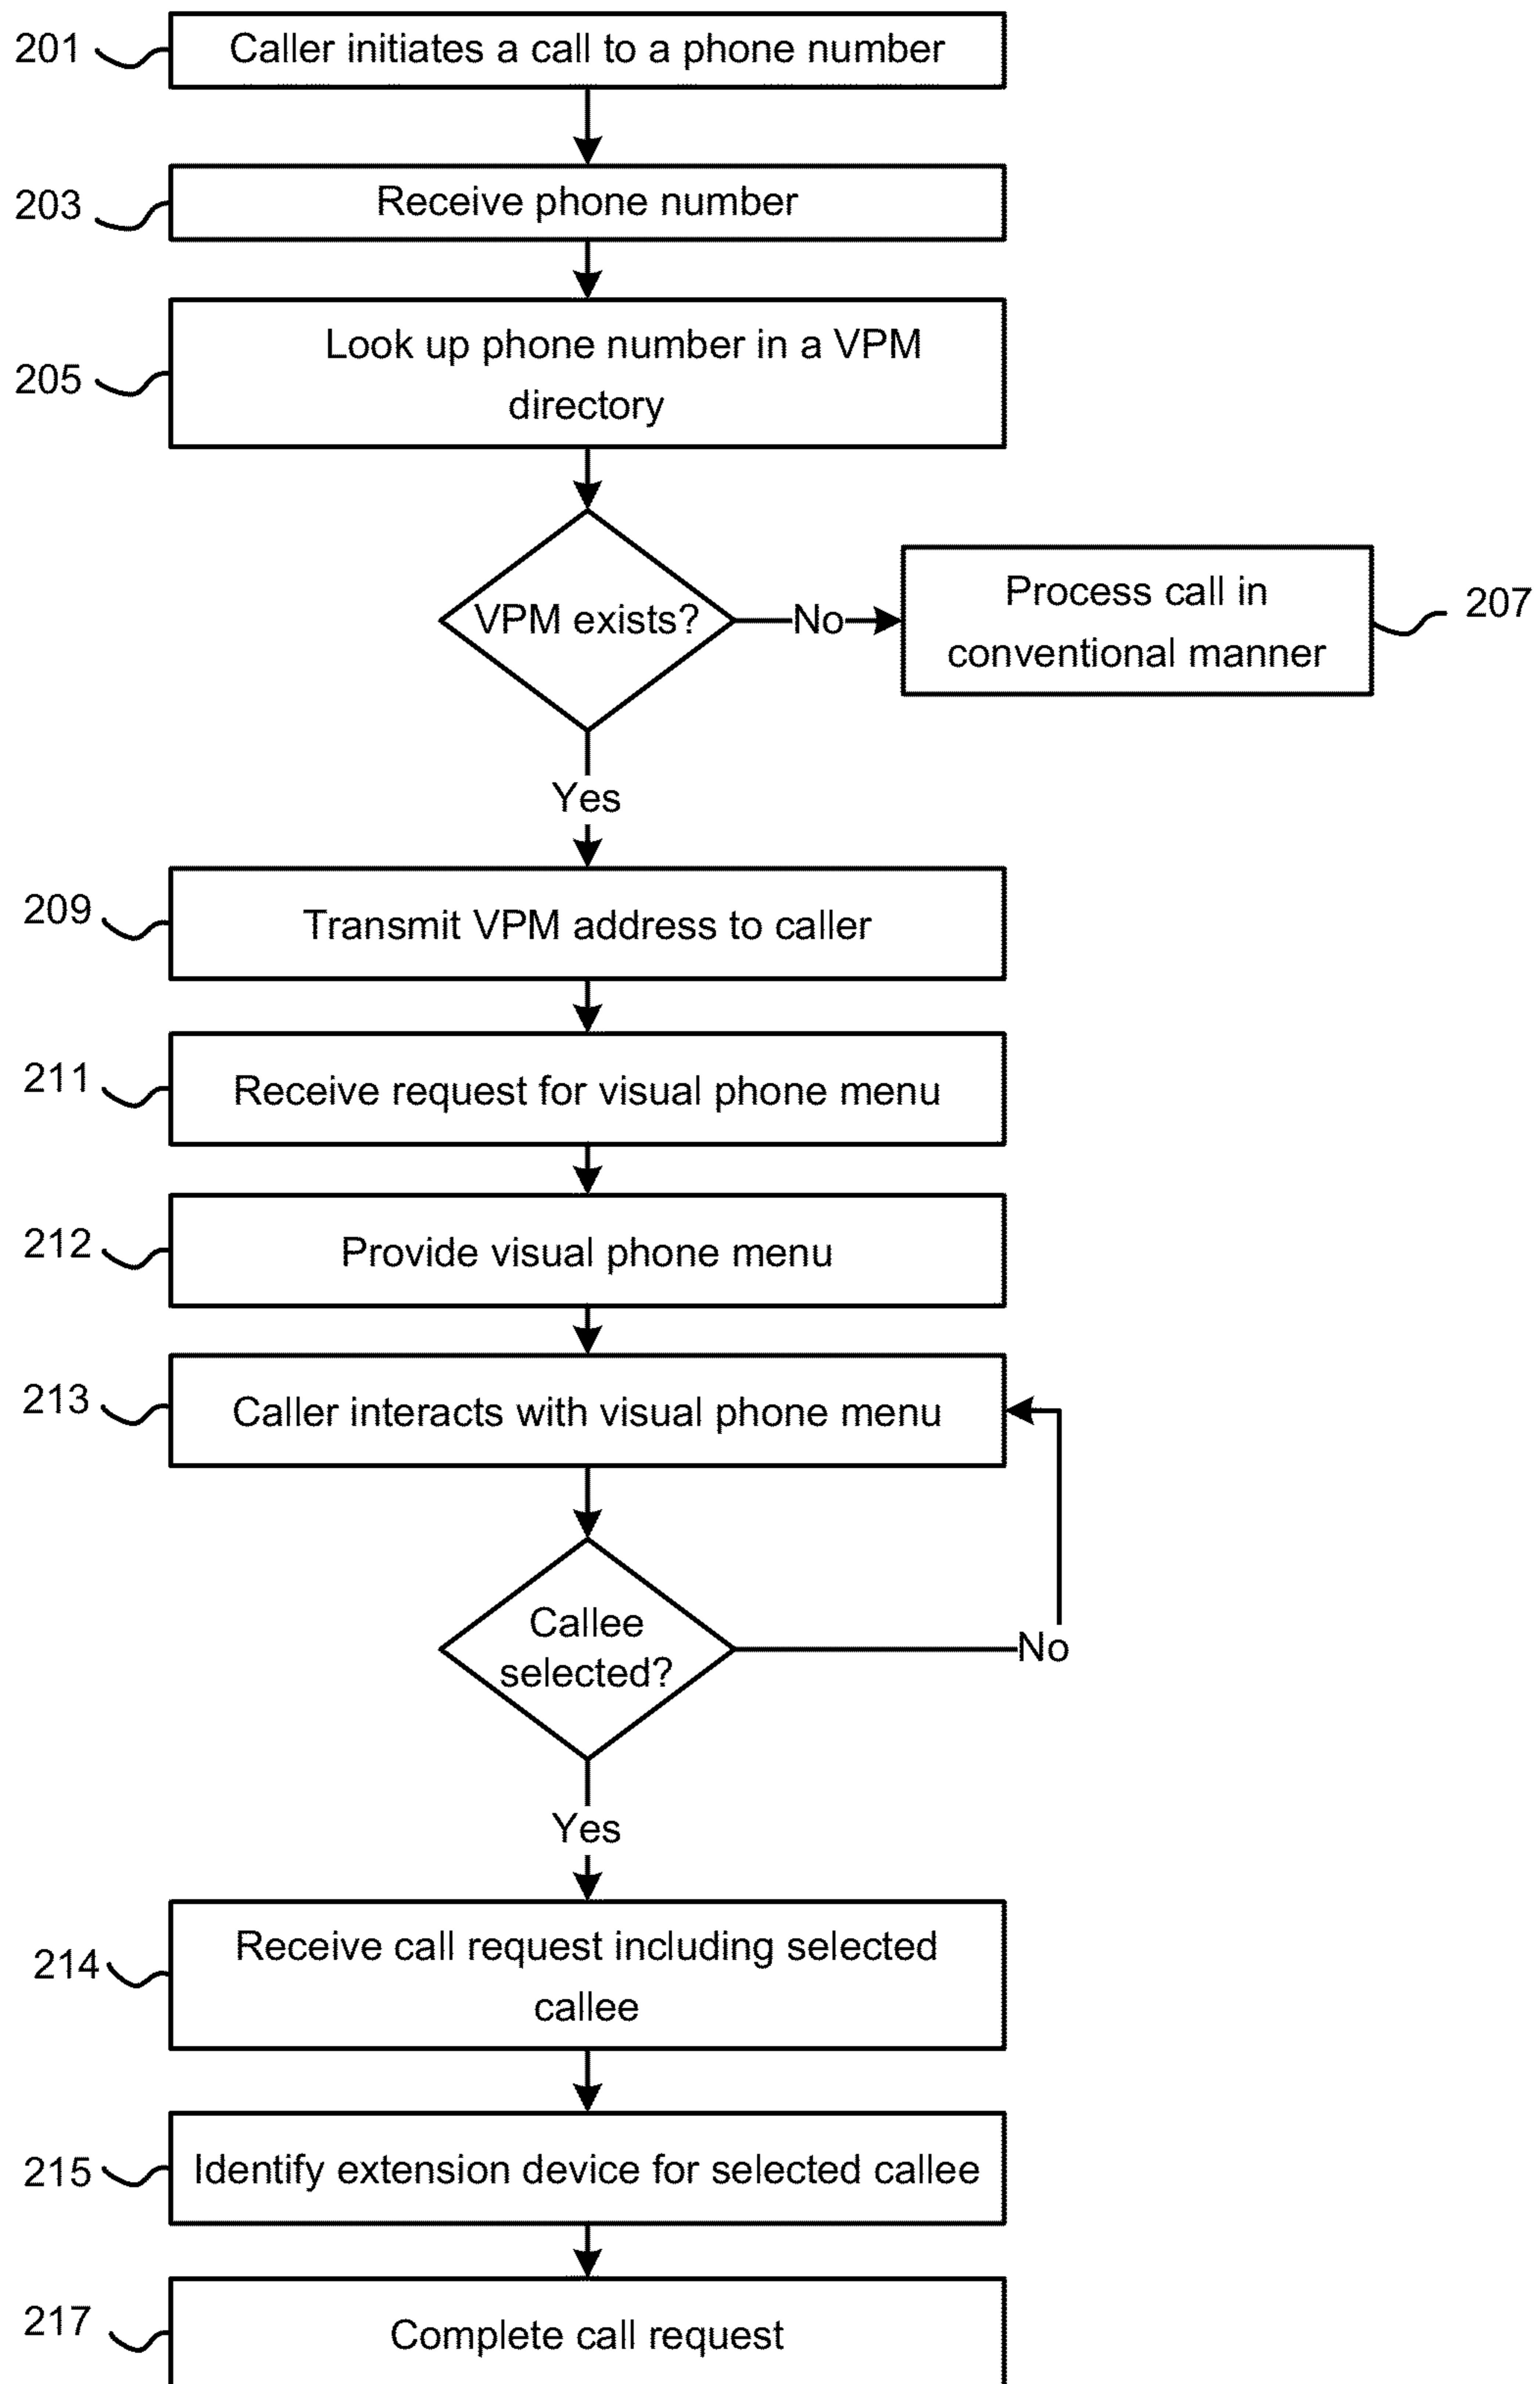 201
Caller initiates a call to a phone number
203
Receive phone number
205
Look up phone number in a VPM
directory
VPM exists?
No
Process call in
conventional manner
207
Yes
209
Transmit VPM address to caller
211
Receive request for visual phone menu
212
Provide visual phone menu
213
Caller interacts with visual phone menu
Callee
selected?
No
Yes
214
Receive call request including selected
callee
215
Identify extension device for selected callee
217
Complete call request